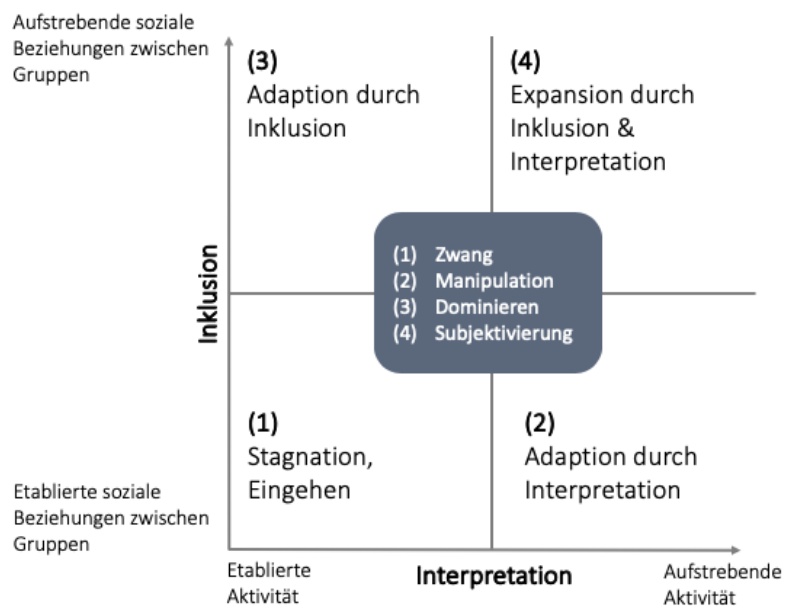 Aufstrebende soziale
Beziehungen zwischen
Gruppen
(3)
Adaption durch
Inklusion
(4)
Expansion durch
Inklusion &
Interpretation
Inklusion
(1) Zwang
(2) Manipulation
(3) Dominieren
(4) Subjektivierung
(1)
Stagnation,
Eingehen
(2)
Adaption durch
Interpretation
Etablierte soziale
Beziehungen zwischen
Gruppen
Etablierte
Aktivität
Interpretation
Aufstrebende
Aktivität